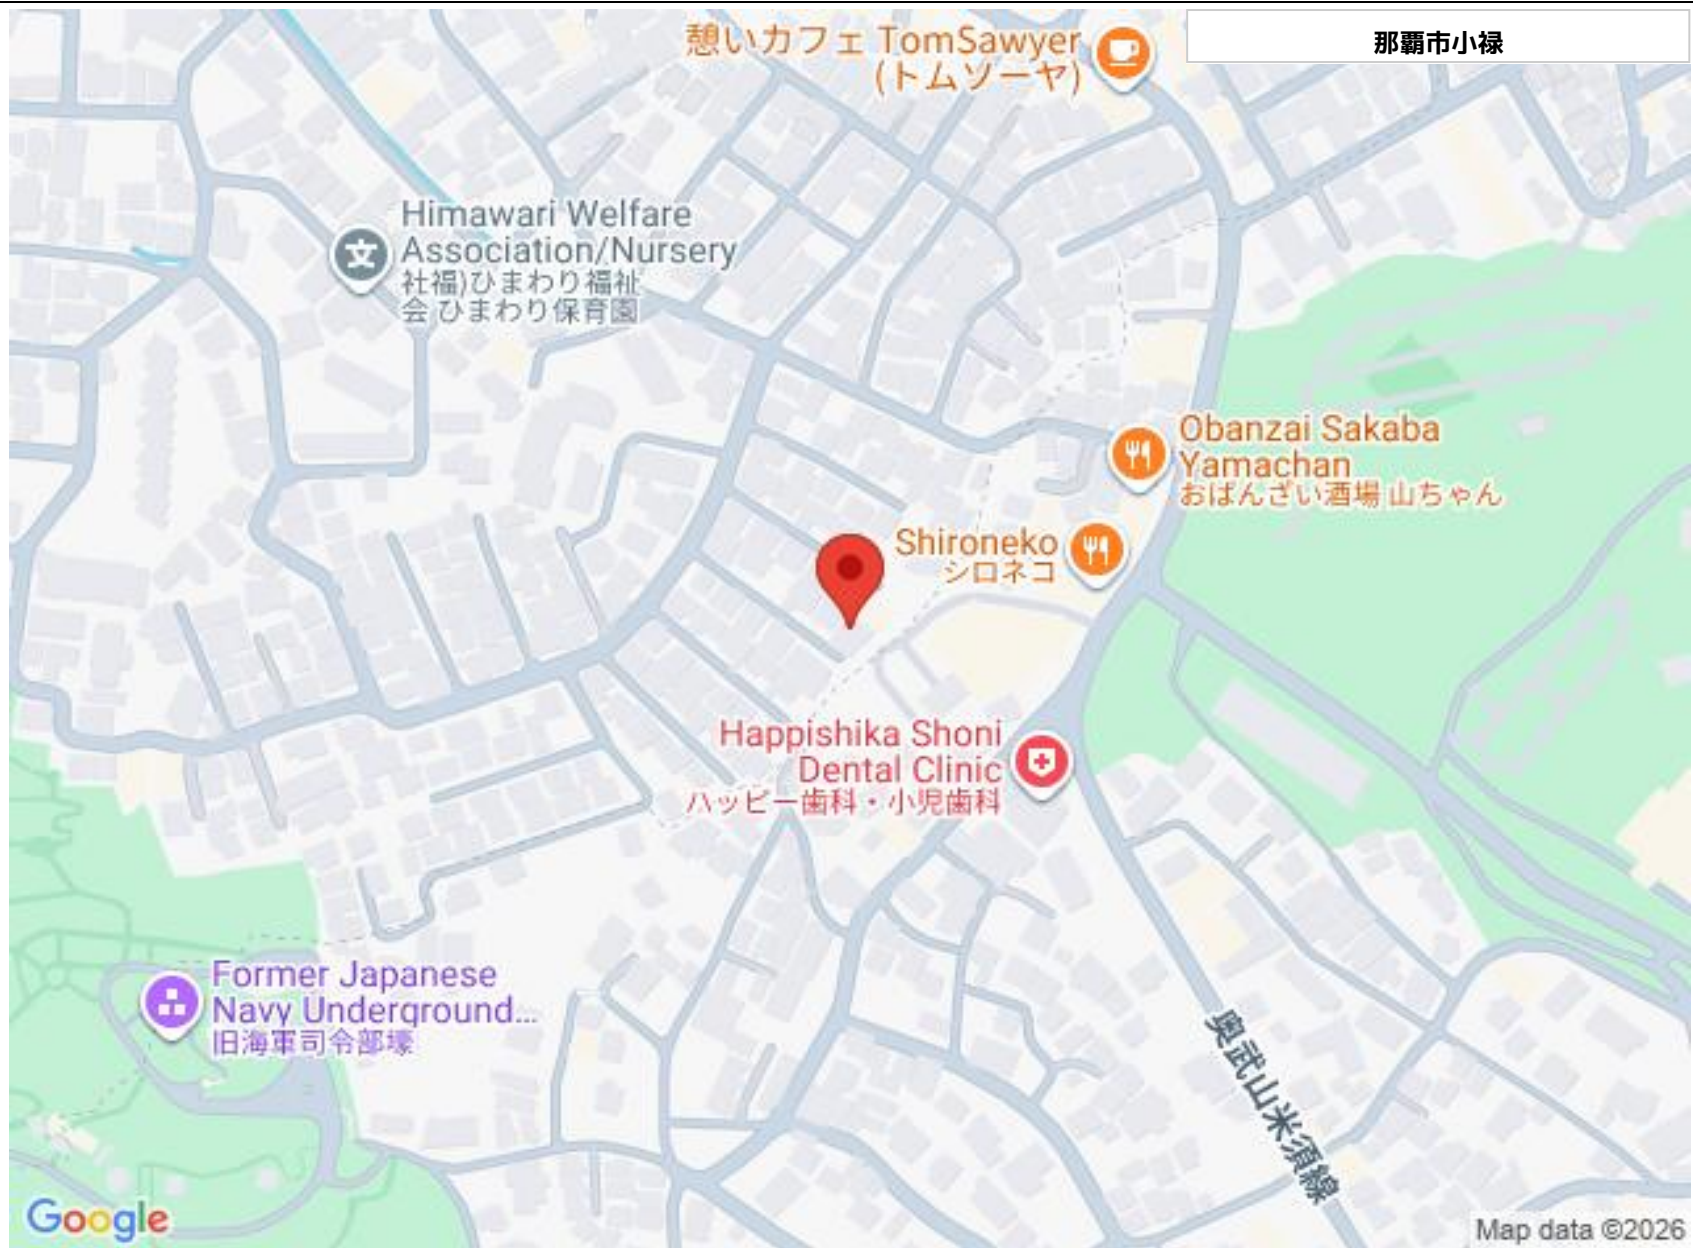 憩いカフェ TomSawyer
(トムソーヤ)
那覇市小禄
Himawari Welfare
Association/Nursery
社福)ひまわり福祉
会 ひまわり保育園
Obanzai Sakaba
Yamachan
おばんざい酒場 山ちゃん
Shironeko
シロネコ
Happishika Shoni
Dental Clinic
ハッピー歯科・小児歯科
Former Japanese
Navy Underground...
旧海軍司令部壕
奥武山米須線
Google
Map data ©2026